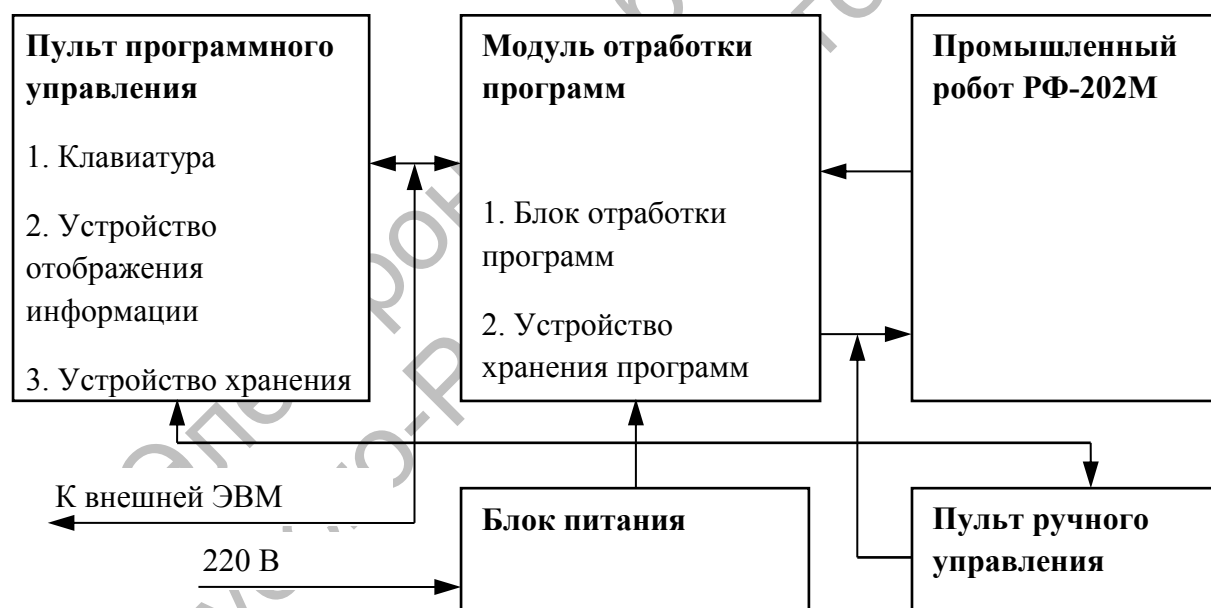 Пульт программного
управления
1. Клавиатура
2. Устройство
отображения
информации
3. Устройство хранения
Модуль отработки
программ
1. Блок отработки
программ
2. Устройство
хранения программ
Промышленный
робот РФ-202М
К внешней ЭВМ
220 В
Блок питания
Пульт ручного
управления